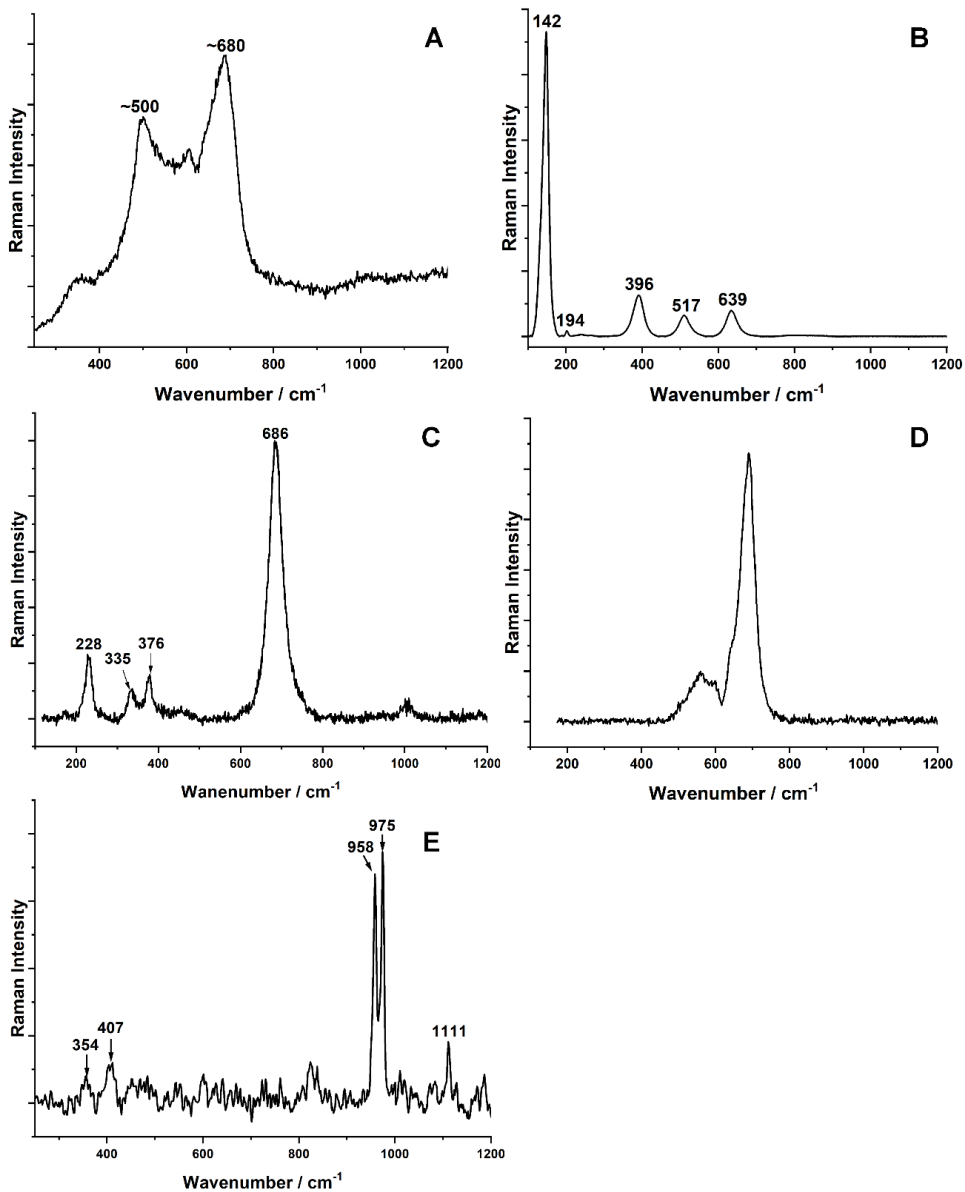 A
~500
~680
Raman Intensity
400
600
800
1000
1200
Wavenumber / cm-1
B
142
194
396
517
639
Raman Intensity
200
400
600
800
1000
1200
Wavenumber / cm-1
C
228
335
376
686
Raman Intensity
200
400
600
800
1000
1200
Wanenumber / cm-1
D
Raman Intensity
200
400
600
800
1000
1200
Wavenumber / cm-1
E
354
407
958
975
1111
Raman Intensity
400
600
800
1000
1200
Wavenumber / cm-1